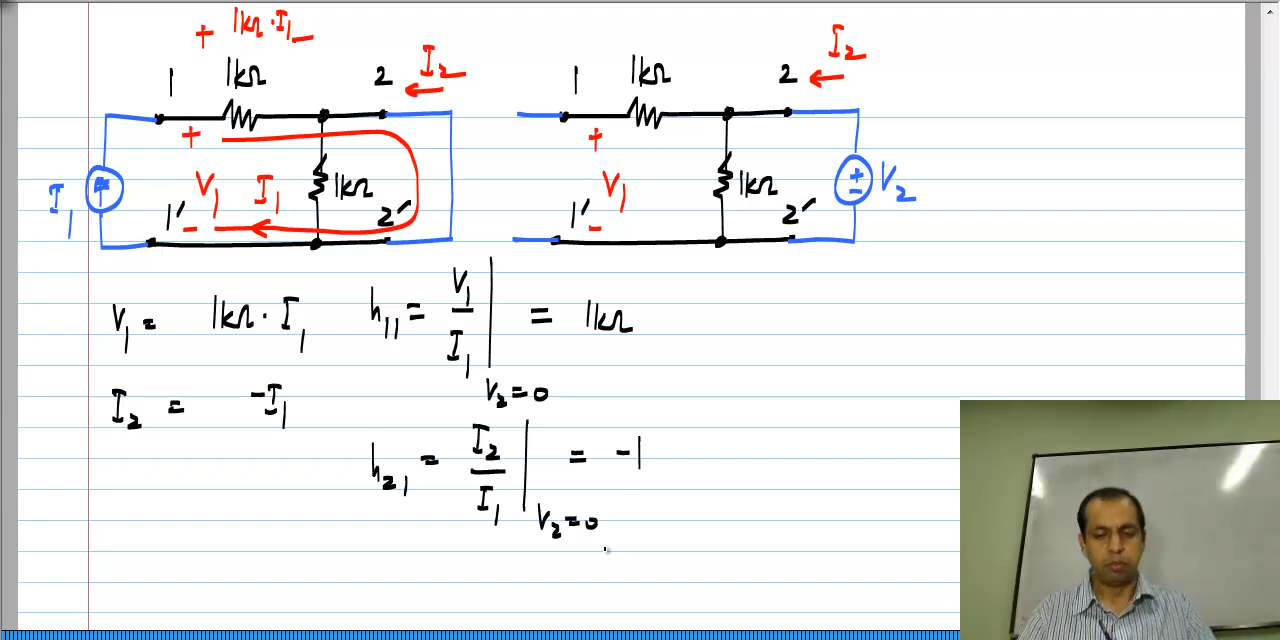 + 1kΩ·I₁ −
1 1kΩ 2 I₂
+
V₁ I₁ 1kΩ
I₁
1′ − 2′
1 1kΩ 2 I₂
+
V₁ 1kΩ + − V₂
1′ − 2′
V₁ = 1kΩ · I₁
h₁₁ = V₁ / I₁ | V₂ = 0 = 1kΩ
I₂ = −I₁
h₂₁ = I₂ / I₁ | V₂ = 0 = −1